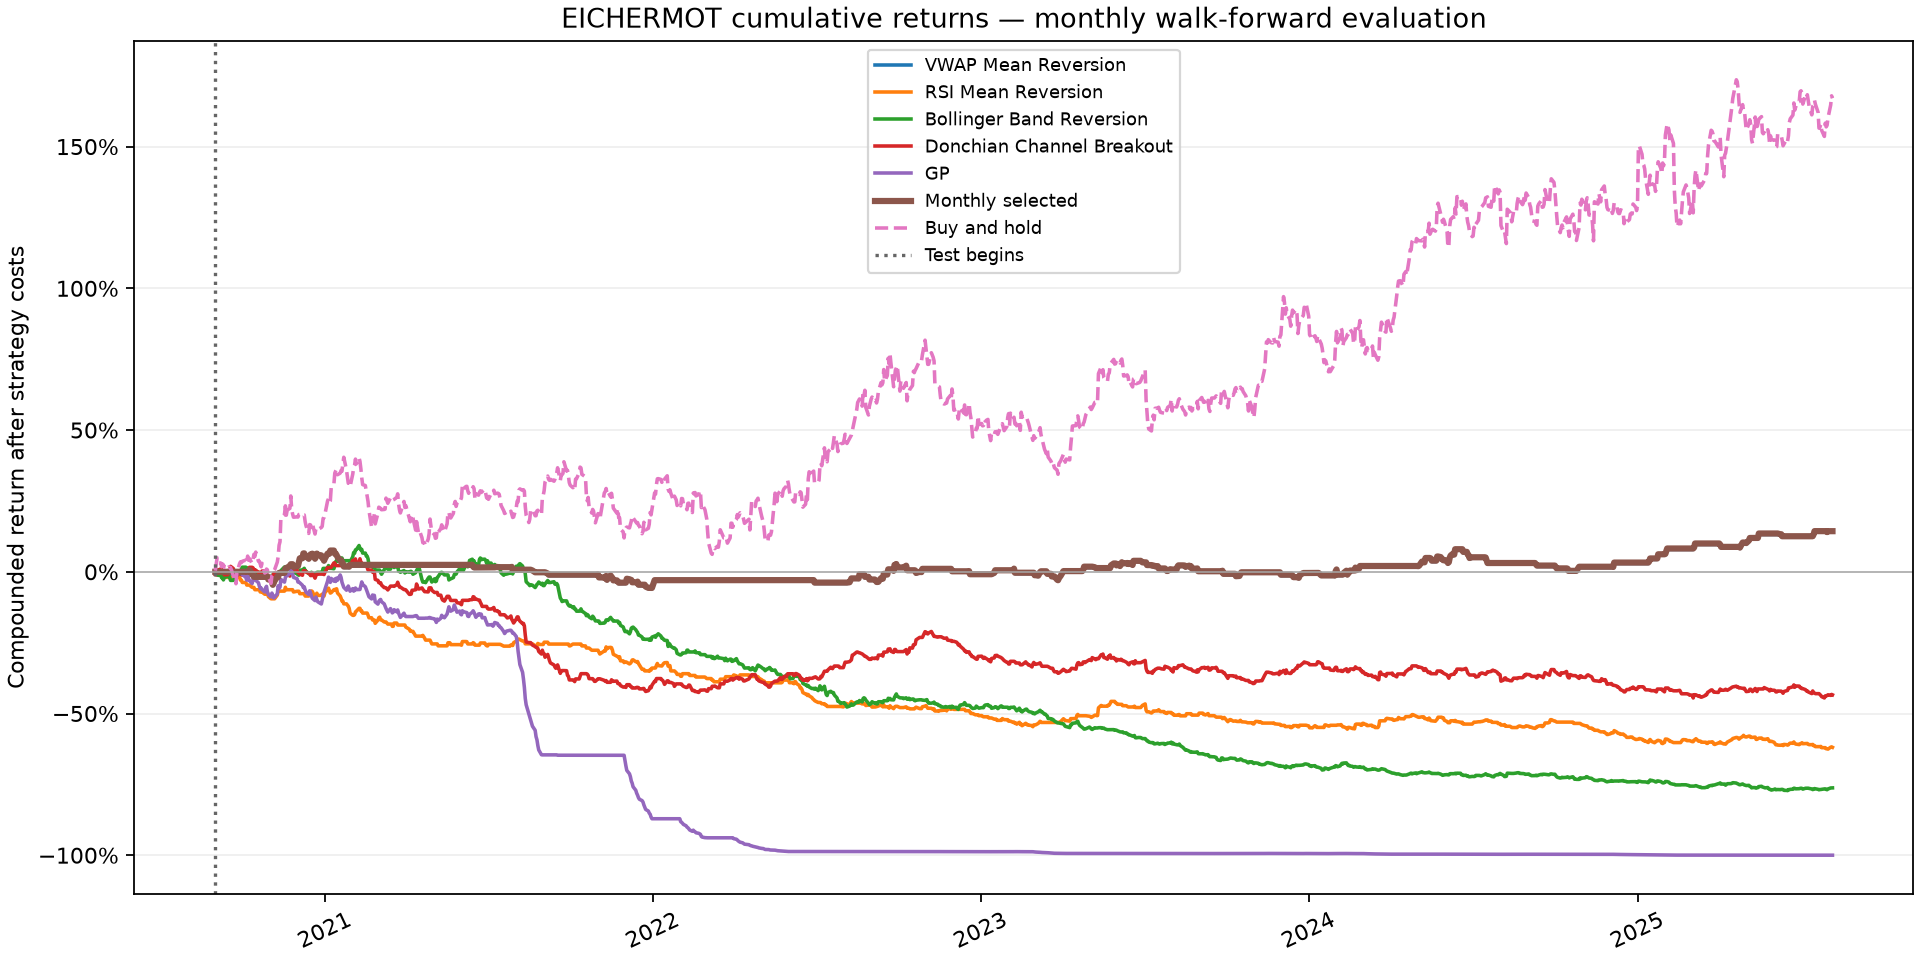 EICHERMOT cumulative returns — monthly walk-forward evaluation
Compounded return after strategy costs
150%
100%
50%
0%
−50%
−100%
VWAP Mean Reversion
RSI Mean Reversion
Bollinger Band Reversion
Donchian Channel Breakout
GP
Monthly selected
Buy and hold
Test begins
2021
2022
2023
2024
2025